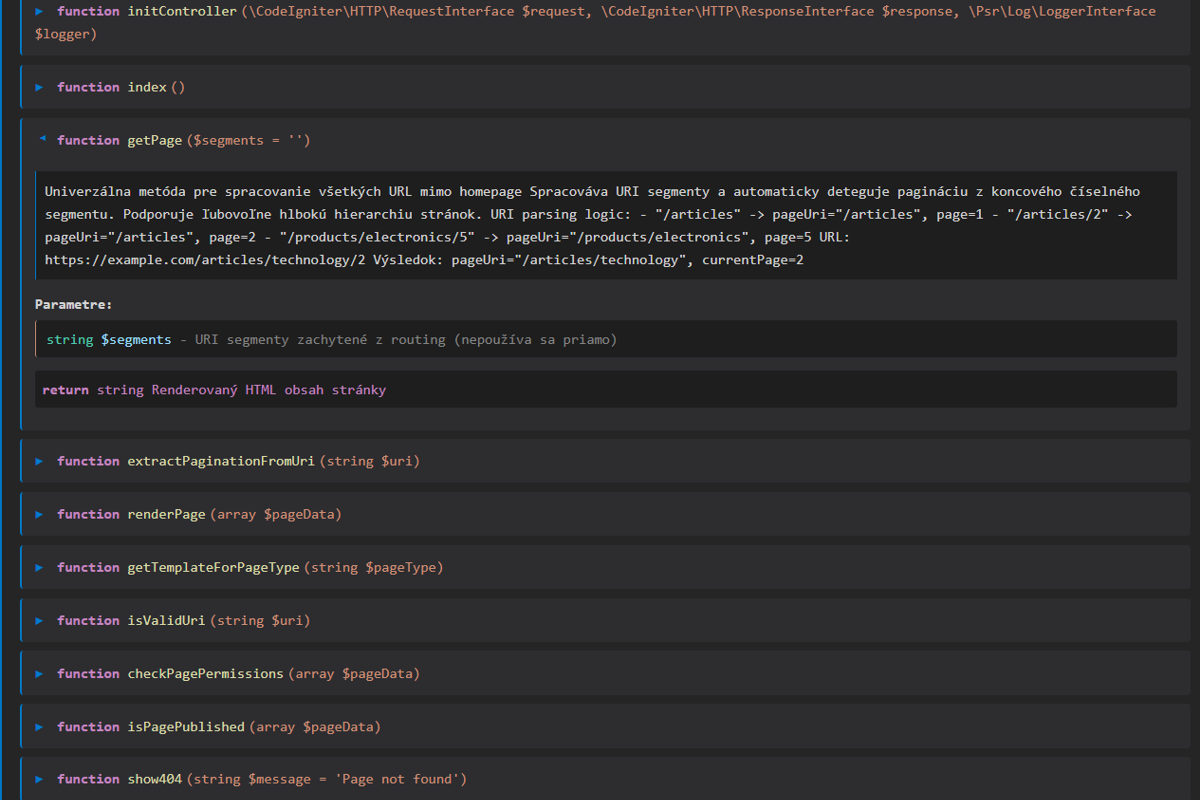 ► function initController (\CodeIgniter\HTTP\RequestInterface $request, \CodeIgniter\HTTP\ResponseInterface $response, \Psr\Log\LoggerInterface
$logger)
► function index ()
function getPage ($segments = '')
Univerzálna metóda pre spracovanie všetkých URL mimo homepage Spracováva URI segmenty a automaticky deteguje pagináciu z koncového číselného
segmentu. Podporuje ľubovoľne hlbokú hierarchiu stránok. URI parsing logic: - "/articles" -> pageUri="/articles", page=1 - "/articles/2" ->
pageUri="/articles", page=2 - "/products/electronics/5" -> pageUri="/products/electronics", page=5 URL:
https://example.com/articles/technology/2 Výsledok: pageUri="/articles/technology", currentPage=2
Parametre:
string $segments - URI segmenty zachytené z routing (nepoužíva sa priamo)
return string Renderovaný HTML obsah stránky
► function extractPaginationFromUri (string $uri)
► function renderPage (array $pageData)
► function getTemplateForPageType (string $pageType)
► function isValidUri (string $uri)
► function checkPagePermissions (array $pageData)
► function isPagePublished (array $pageData)
► function show404 (string $message = 'Page not found')